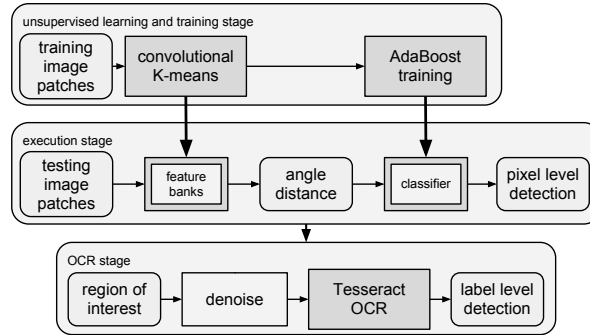 unsupervised learning and training stage
training
image
patches
convolutional
K-means
AdaBoost
training
execution stage
testing
image
patches
feature
banks
angle
distance
classifier
pixel level
detection
OCR stage
region of
interest
denoise
Tesseract
OCR
label level
detection